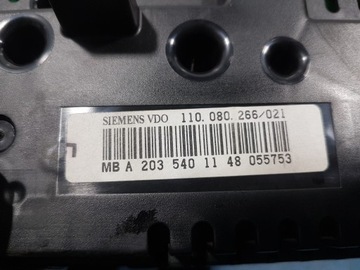 SIEMENS VDO 110.080.266/021
MB A 203 540 11 48 055753